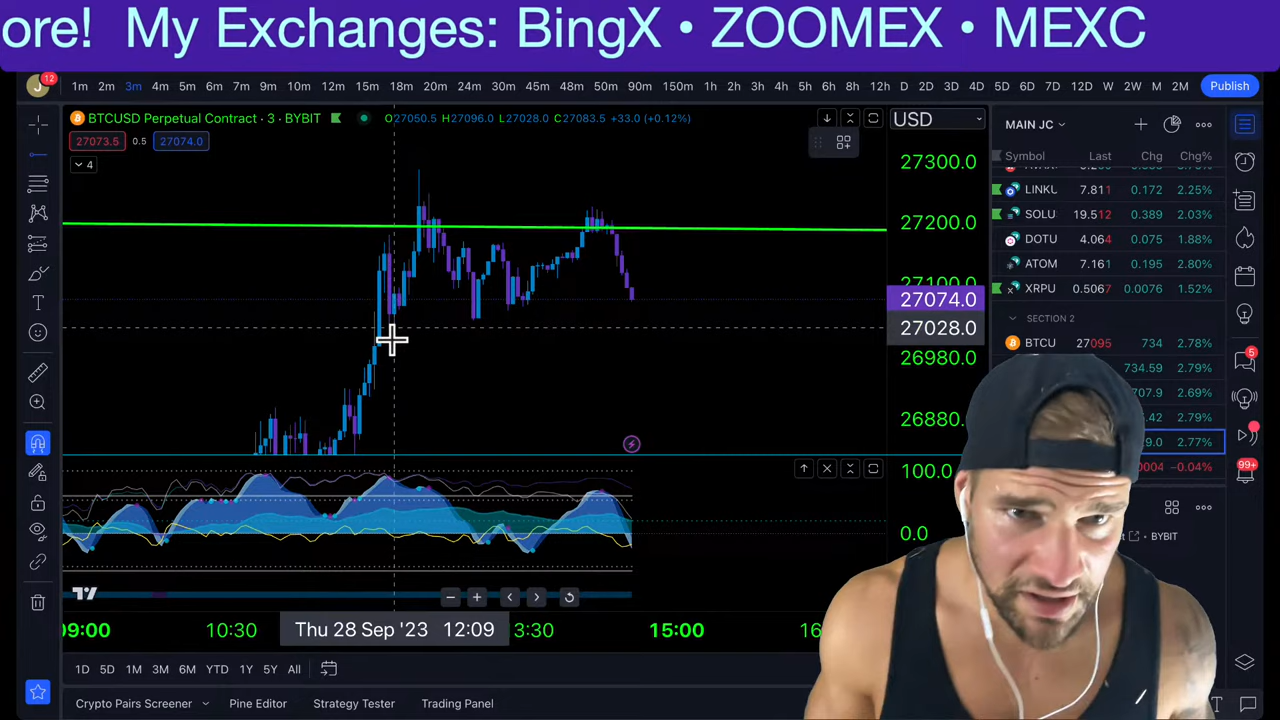 ore! My Exchanges: BingX • ZOOMEX • MEXC
J 12 1m 2m 3m 4m 5m 6m 7m 9m 10m 12m 15m 18m 20m 24m 30m 45m 48m 50m 90m 150m 1h 2h 3h 4h 6h 7h 8h 12h D 2D 3D 4D 5D 7D 12D W 2W M 2M Publish
BTCUSD Perpetual Contract · 3 · BYBIT O27050.5 H27096.0 L27028.0 C27083.5 +33.0 (+0.12%)
USD
MAIN JC
27073.5 0.5 27074.0
4
Symbol Last Chg Chg%
LINKU 7.811 0.172 2.25%
SOLU 19.512 0.389 2.03%
DOTU 4.064 0.075 1.88%
ATOM 7.161 0.195 2.80%
XRPU 0.5067 0.0076 1.52%
SECTION 2
BTCU 27095 734 2.78%
734.59 2.79%
707.9 2.69%
.42 2.79%
9.0 2.77%
0004 -0.04%
27300.0
27200.0
27074.0
27028.0
26980.0
26880.0
100.0
0.0
5
99+
BYBIT
09:00 10:30 Thu 28 Sep '23 12:09 3:30 15:00 16
1D 5D 1M 3M 6M YTD 1Y 5Y All
Crypto Pairs Screener Pine Editor Strategy Tester Trading Panel